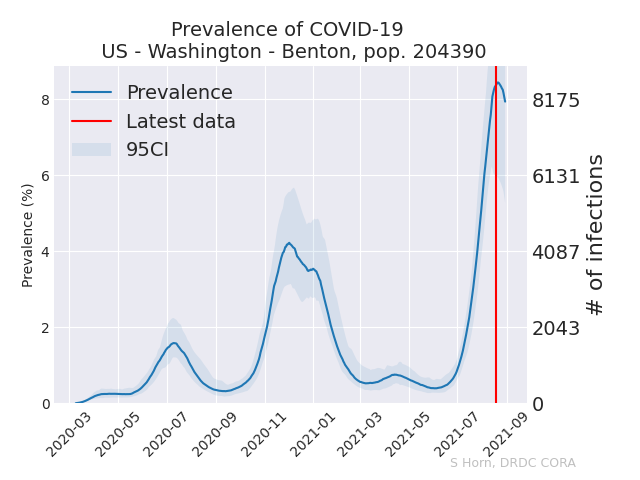 Prevalence of COVID-19
US - Washington - Benton, pop. 204390
Prevalence
Latest data
95CI
Prevalence (%)
8
6
4
2
0
8175
6131
4087
2043
0
# of infections
2020-03
2020-05
2020-07
2020-09
2020-11
2021-01
2021-03
2021-05
2021-07
2021-09
S Horn, DRDC CORA